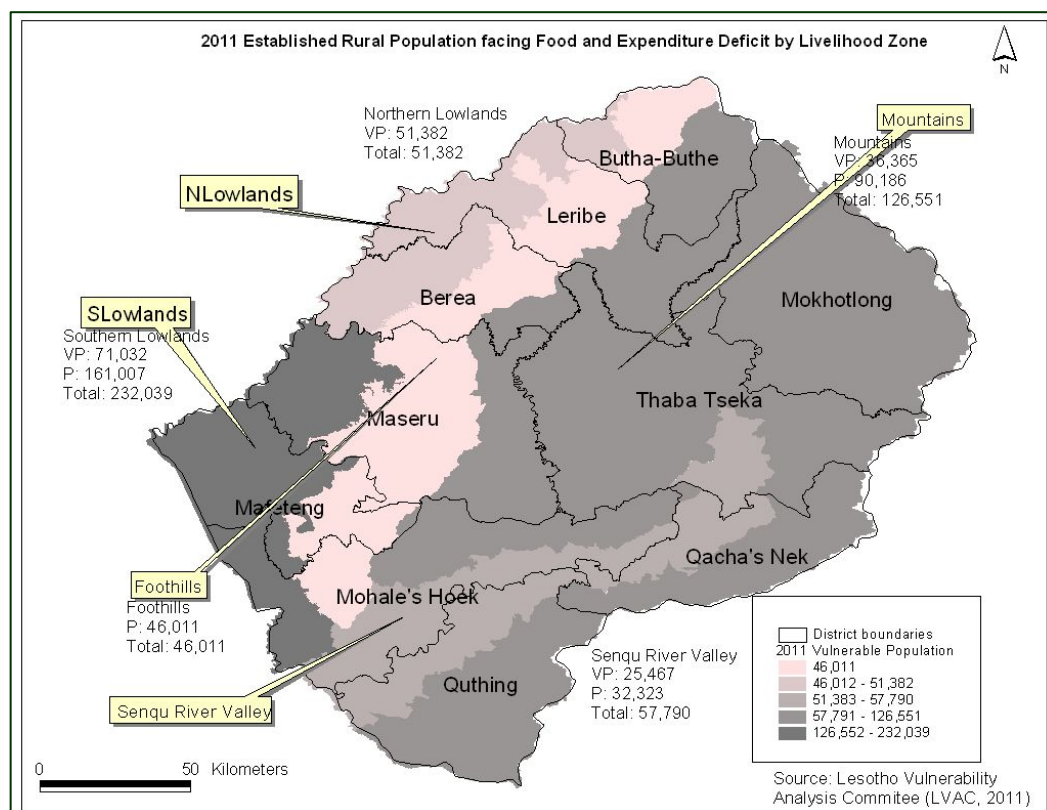 2011 Established Rural Population facing Food and Expenditure Deficit by Livelihood Zone
N
Northern Lowlands
VP: 51,382
Total: 51,382
Mountains
Mountains
VP: 36,365
P: 90,186
Total: 126,551
Butha-Buthe
NLowlands
Leribe
Mokhotlong
Berea
SLowlands
Southern Lowlands
VP: 71,032
P: 161,007
Total: 232,039
Thaba Tseka
Maseru
Mafeteng
Qacha's Nek
Foothills
Foothills
P: 46,011
Total: 46,011
Mohale's Hoek
Senqu River Valley
VP: 25,467
P: 32,323
Total: 57,790
Quthing
Senqu River Valley
District boundaries
2011 Vulnerable Population
46,011
46,012 - 51,382
51,383 - 57,790
57,791 - 126,551
126,552 - 232,039
0 50 Kilometers
Source: Lesotho Vulnerability
Analysis Commitee (LVAC, 2011)